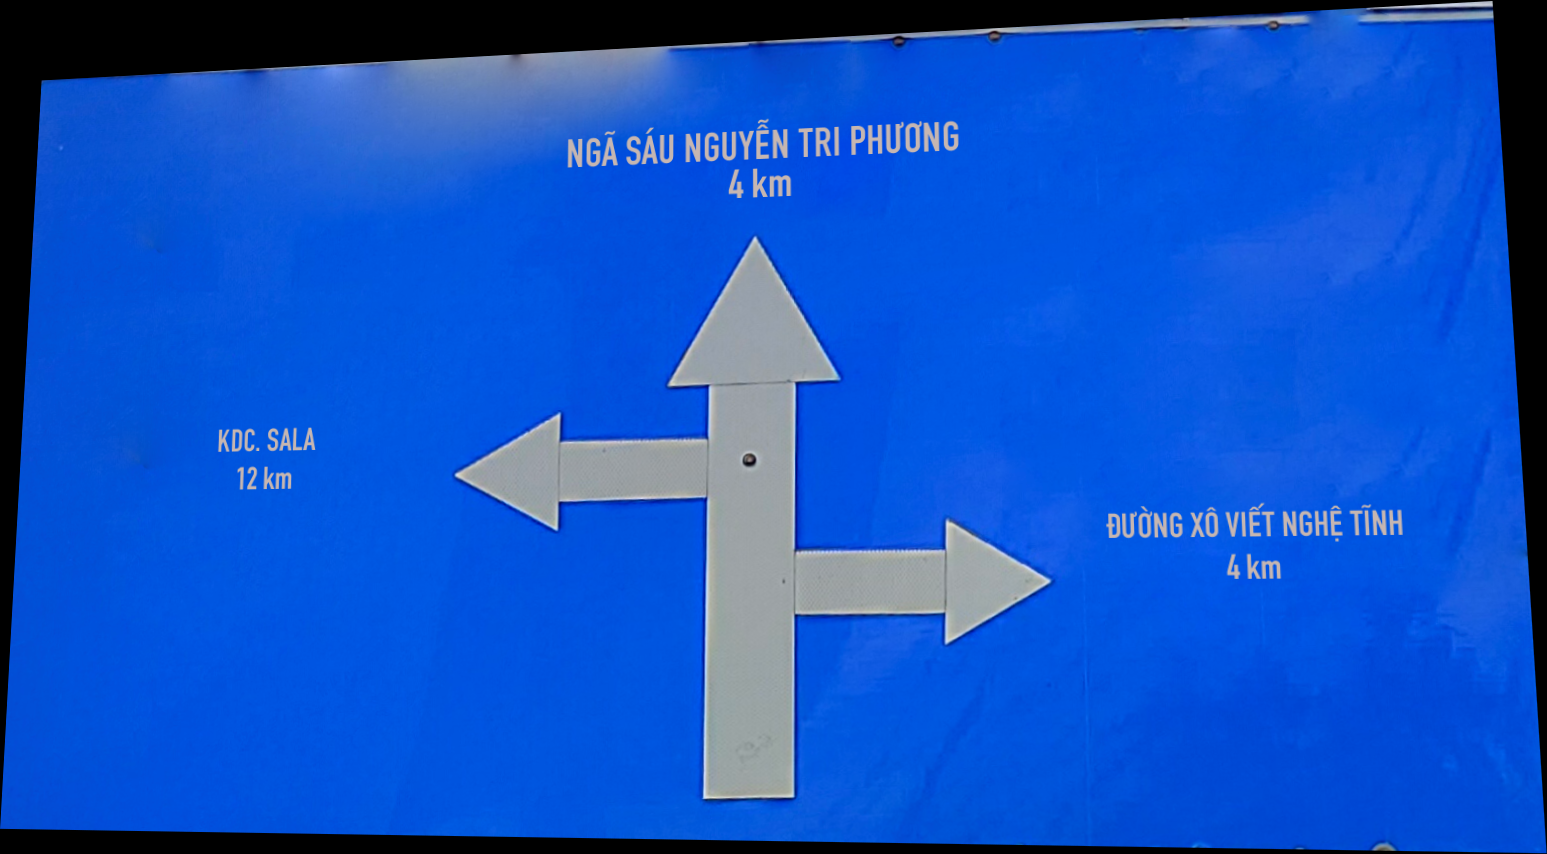 NGÃ SÁU NGUYỄN TRI PHƯƠNG
4 km
KDC. SALA
12 km
ĐƯỜNG XÔ VIẾT NGHỆ TĨNH
4 km